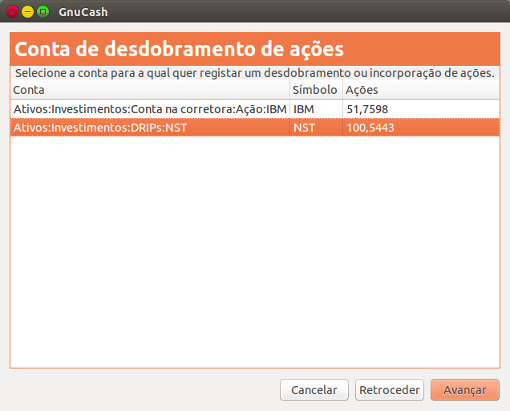 GnuCash
Conta de desdobramento de ações
Selecione a conta para a qual quer registar um desdobramento ou incorporação de ações.
Conta Símbolo Ações
Ativos:Investimentos:Conta na corretora:Ação:IBM IBM 51,7598
Ativos:Investimentos:DRIPs:NST NST 100,5443
Cancelar Retroceder Avançar